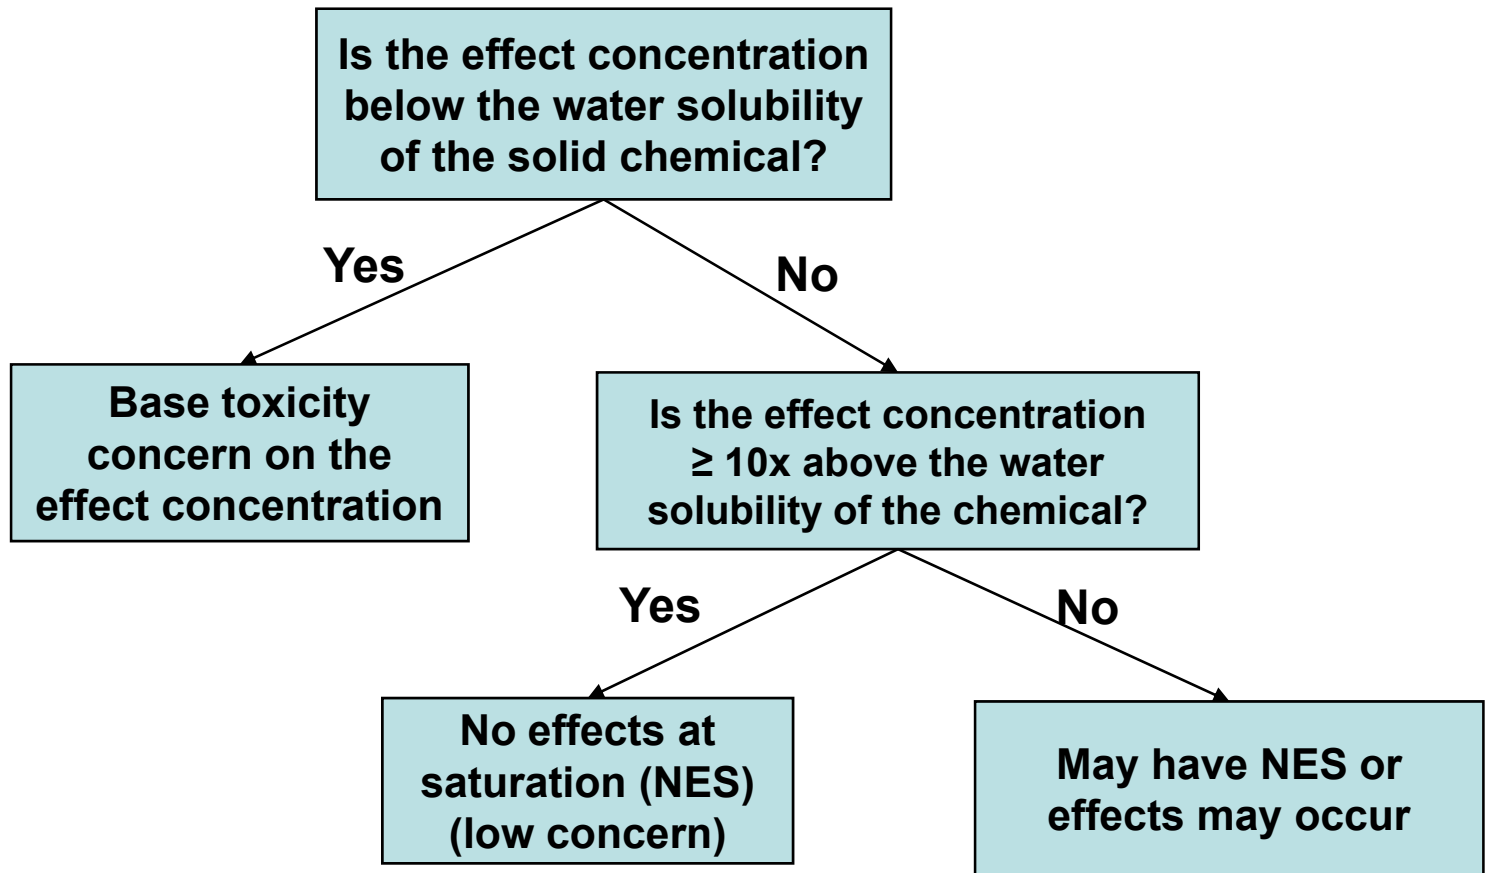 Is the effect concentration
below the water solubility
of the solid chemical?
Yes
No
Base toxicity
concern on the
effect concentration
Is the effect concentration
≥ 10x above the water
solubility of the chemical?
Yes
No
No effects at
saturation (NES)
(low concern)
May have NES or
effects may occur